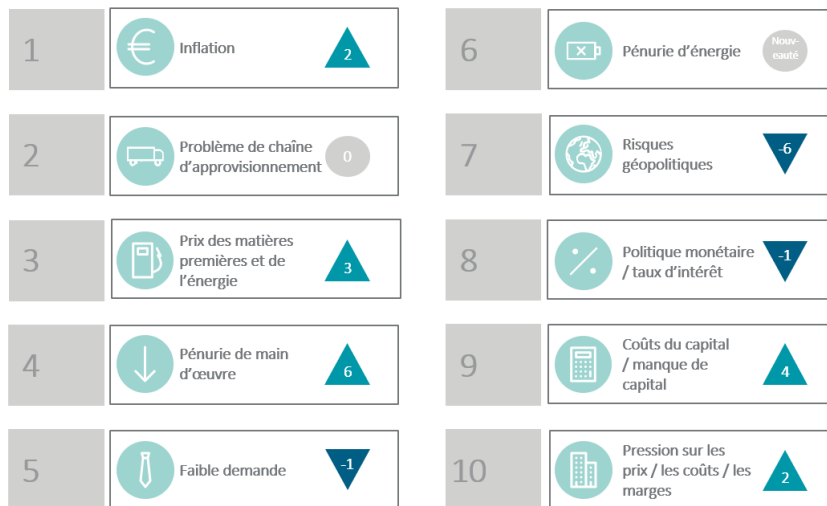 1
Inflation
2
2
Problème de chaîne
d'approvisionnement
0
3
Prix des matières
premières et de
l'énergie
3
4
Pénurie de main
d'œuvre
6
5
Faible demande
-1
6
Pénurie d'énergie
Nouv-
eauté
7
Risques
géopolitiques
-6
8
Politique monétaire
/ taux d'intérêt
-1
9
Coûts du capital
/ manque de
capital
4
10
Pression sur les
prix / les coûts / les
marges
2